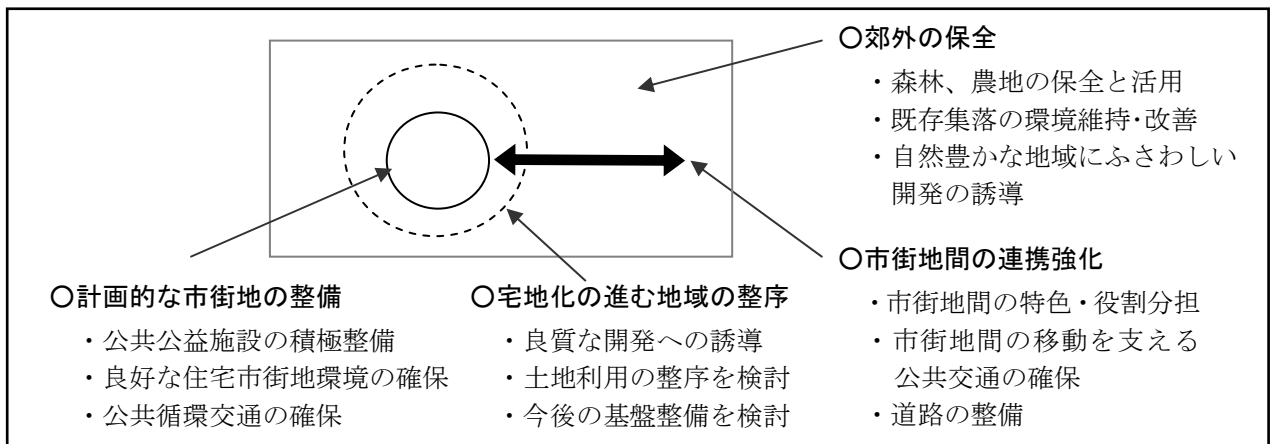 〇郊外の保全
・森林、農地の保全と活用
・既存集落の環境維持・改善
・自然豊かな地域にふさわしい
開発の誘導
〇市街地間の連携強化
・市街地間の特色・役割分担
・市街地間の移動を支える
公共交通の確保
・道路の整備
〇計画的な市街地の整備
・公共公益施設の積極整備
・良好な住宅市街地環境の確保
・公共循環交通の確保
〇宅地化の進む地域の整序
・良質な開発への誘導
・土地利用の整序を検討
・今後の基盤整備を検討